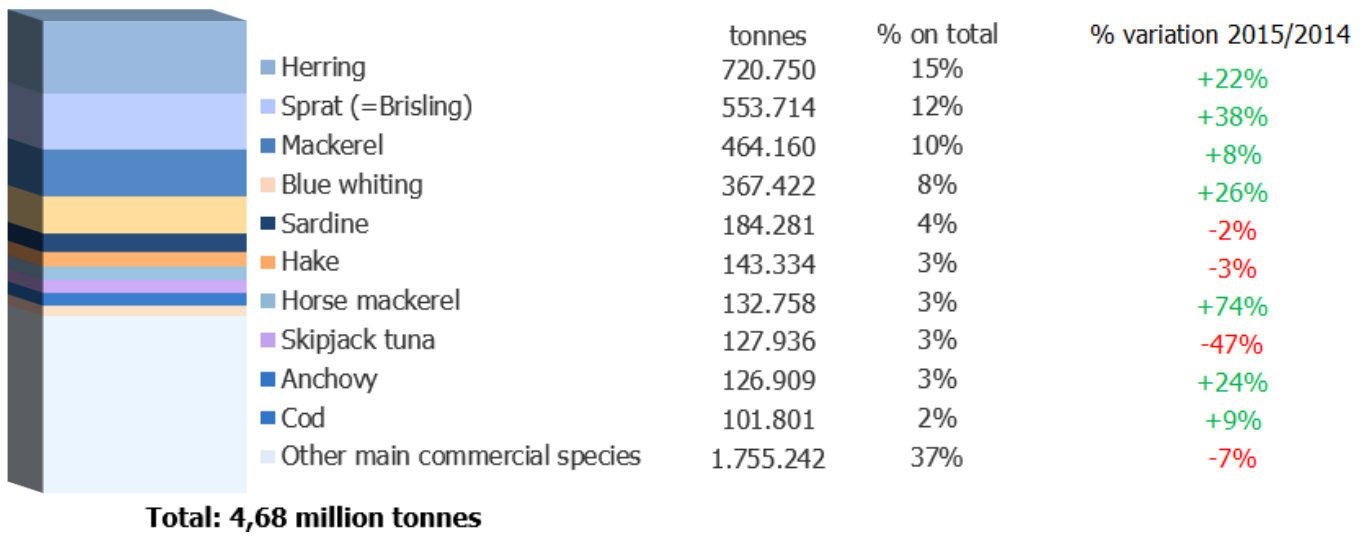 tonnes % on total % variation 2015/2014
Herring 720.750 15% +22%
Sprat (=Brisling) 553.714 12% +38%
Mackerel 464.160 10% +8%
Blue whiting 367.422 8% +26%
Sardine 184.281 4% -2%
Hake 143.334 3% -3%
Horse mackerel 132.758 3% +74%
Skipjack tuna 127.936 3% -47%
Anchovy 126.909 3% +24%
Cod 101.801 2% +9%
Other main commercial species 1.755.242 37% -7%
Total: 4,68 million tonnes